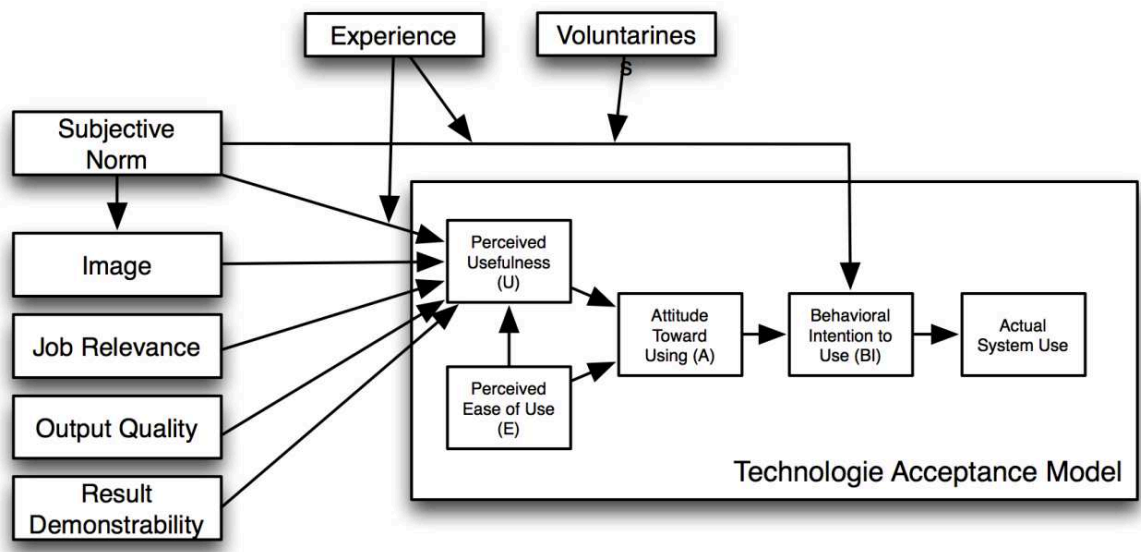 Experience
Voluntarines
s
Subjective
Norm
Image
Job Relevance
Output Quality
Result
Demonstrability
Perceived
Usefulness
(U)
Perceived
Ease of Use
(E)
Attitude
Toward
Using (A)
Behavioral
Intention to
Use (BI)
Actual
System Use
Technologie Acceptance Model